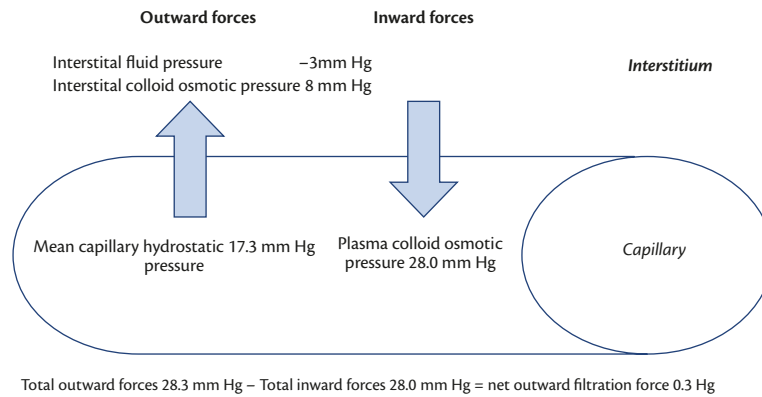 Outward forces
Inward forces
Interstital fluid pressure –3mm Hg
Interstital colloid osmotic pressure 8 mm Hg
Interstitium
Mean capillary hydrostatic 17.3 mm Hg
pressure
Plasma colloid osmotic
pressure 28.0 mm Hg
Capillary
Total outward forces 28.3 mm Hg – Total inward forces 28.0 mm Hg = net outward filtration force 0.3 Hg